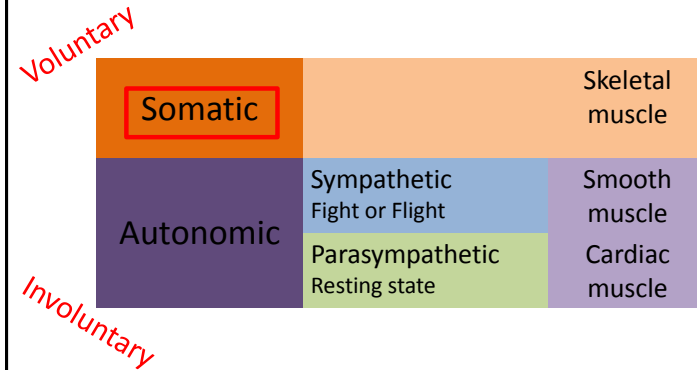 Voluntary
Somatic
Skeletal
muscle
Autonomic
Sympathetic
Fight or Flight
Parasympathetic
Resting state
Smooth
muscle
Cardiac
muscle
Involuntary